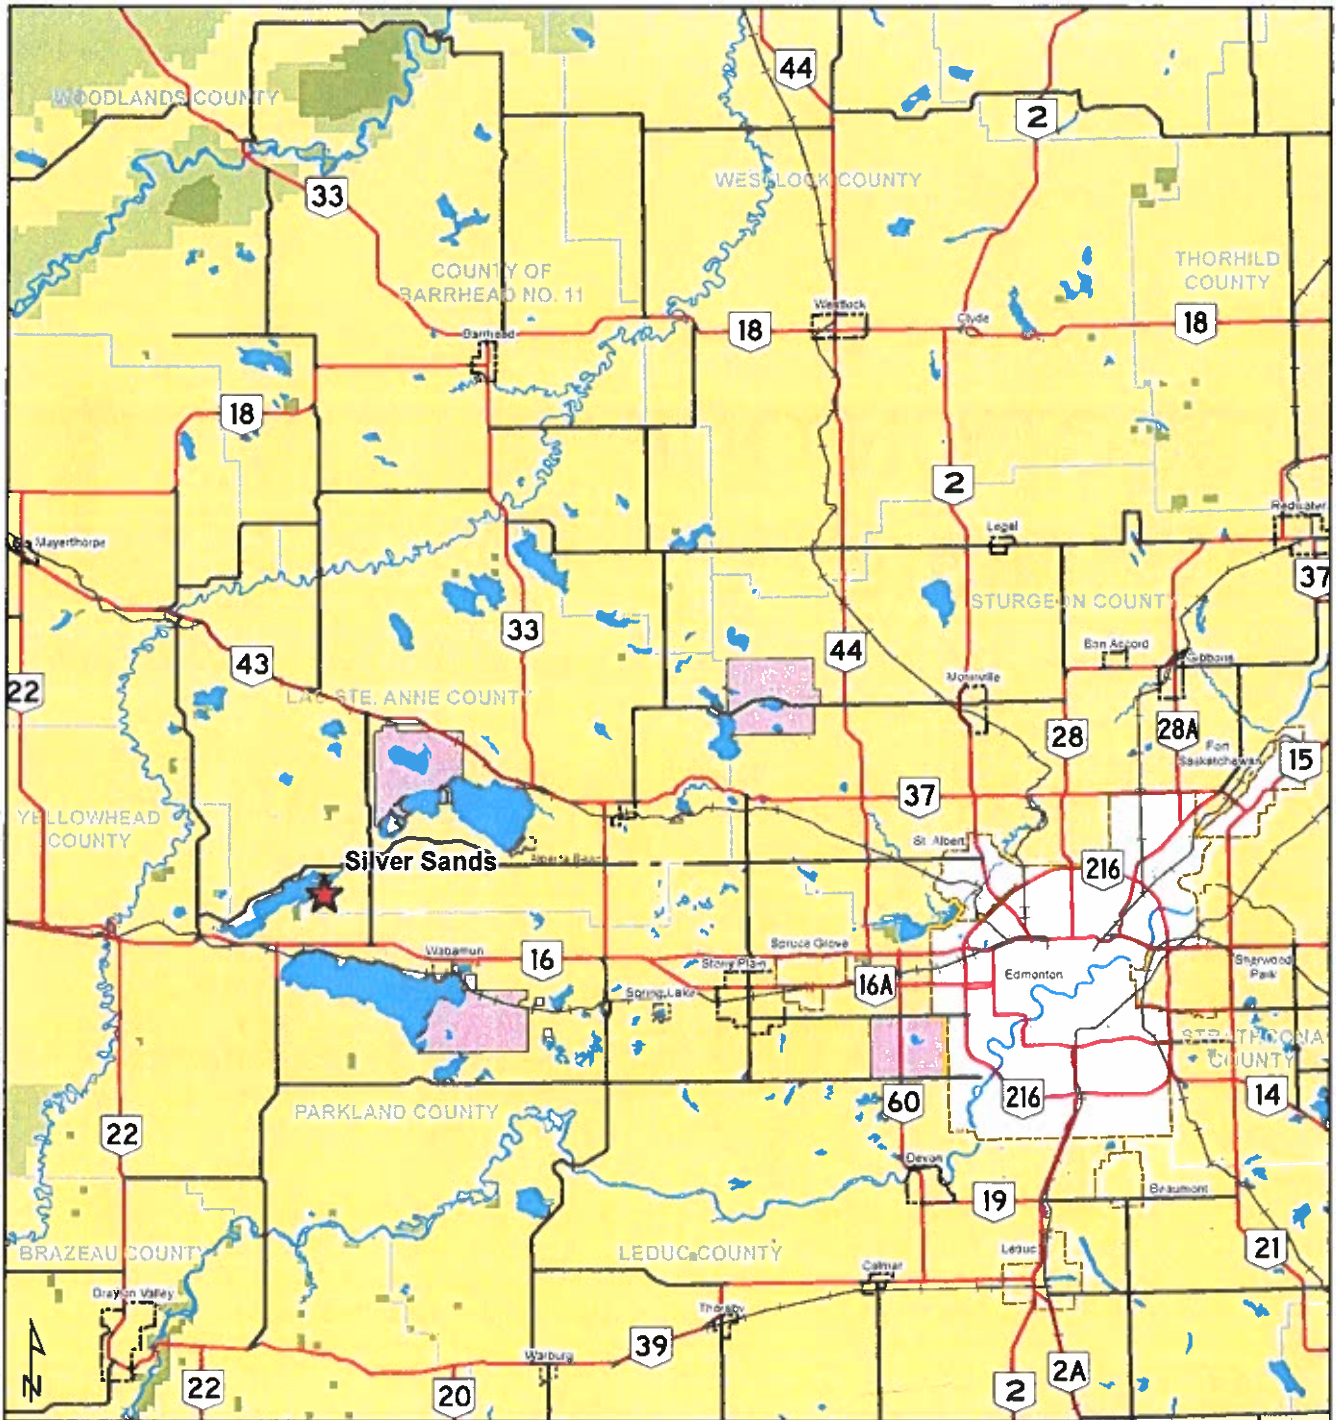 44
2
WOODLANDS COUNTY
33
WESTLOCK COUNTY
COUNTY OF
BARRHEAD NO. 11
THORHILD
COUNTY
Barrhead
18
Westlock
Clyde
18
18
2
Mayerthorpe
Legal
Redwater
37
STURGEON COUNTY
33
44
Bon Accord
Gibbons
43
22
LAC STE. ANNE COUNTY
Morinville
28
28A
Fort
Saskatchewan
15
37
YELLOWHEAD
COUNTY
St. Albert
Silver Sands
Alberta Beach
216
Wabamun
16
Stony Plain
Spruce Grove
16A
Edmonton
Sherwood
Park
Spring Lake
STRATHCONA
COUNTY
PARKLAND COUNTY
60
216
14
22
Devon
19
Beaumont
BRAZEAU COUNTY
LEDUC COUNTY
Leduc
21
Calmar
Drayton Valley
Thorsby
39
Warburg
N
22
20
2
2A